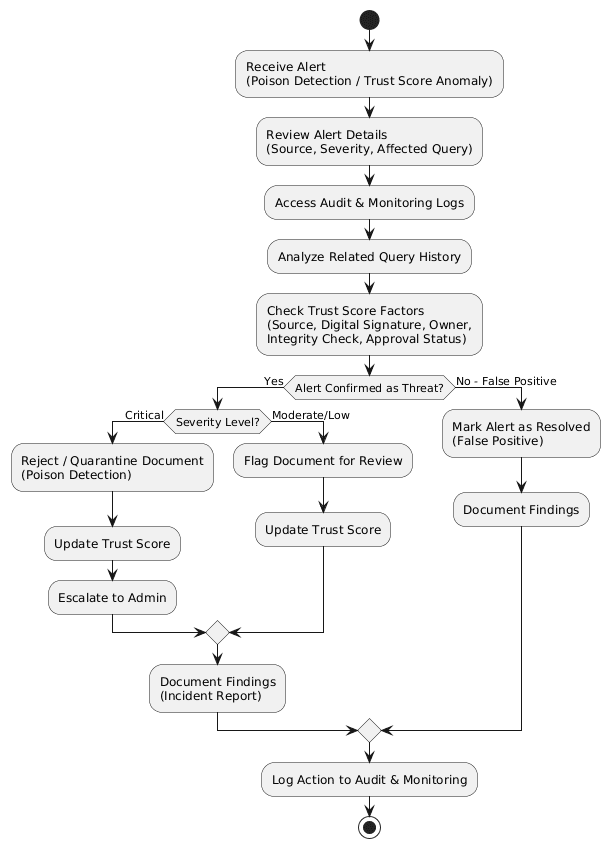 Receive Alert
(Poison Detection / Trust Score Anomaly)
Review Alert Details
(Source, Severity, Affected Query)
Access Audit & Monitoring Logs
Analyze Related Query History
Check Trust Score Factors
(Source, Digital Signature, Owner,
Integrity Check, Approval Status)
Alert Confirmed as Threat?
Yes
No - False Positive
Severity Level?
Critical
Moderate/Low
Reject / Quarantine Document
(Poison Detection)
Update Trust Score
Escalate to Admin
Flag Document for Review
Update Trust Score
Document Findings
(Incident Report)
Mark Alert as Resolved
(False Positive)
Document Findings
Log Action to Audit & Monitoring